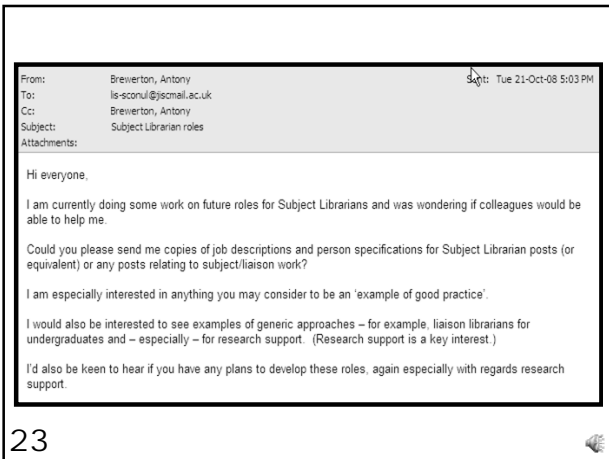 From: Brewerton, Antony Sent: Tue 21-Oct-08 5:03 PM
To: lis-sconul@jiscmail.ac.uk
Cc: Brewerton, Antony
Subject: Subject Librarian roles
Attachments:
Hi everyone,
I am currently doing some work on future roles for Subject Librarians and was wondering if colleagues would be
able to help me.
Could you please send me copies of job descriptions and person specifications for Subject Librarian posts (or
equivalent) or any posts relating to subject/liaison work?
I am especially interested in anything you may consider to be an 'example of good practice'.
I would also be interested to see examples of generic approaches – for example, liaison librarians for
undergraduates and – especially – for research support. (Research support is a key interest.)
I'd also be keen to hear if you have any plans to develop these roles, again especially with regards research
support.
23